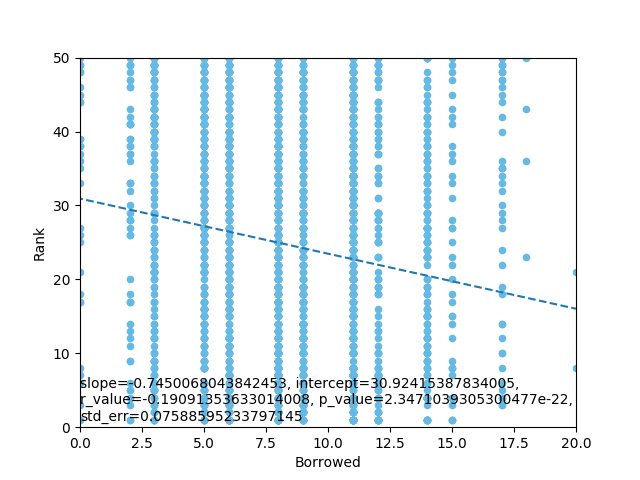 50
40
30
20
10
0
Rank
slope=-0.7450068043842453, intercept=30.92415387834005,
r_value=-0.19091353633014008, p_value=2.3471039305300477e-22,
std_err=0.07588595233797145
0.0 2.5 5.0 7.5 10.0 12.5 15.0 17.5 20.0
Borrowed